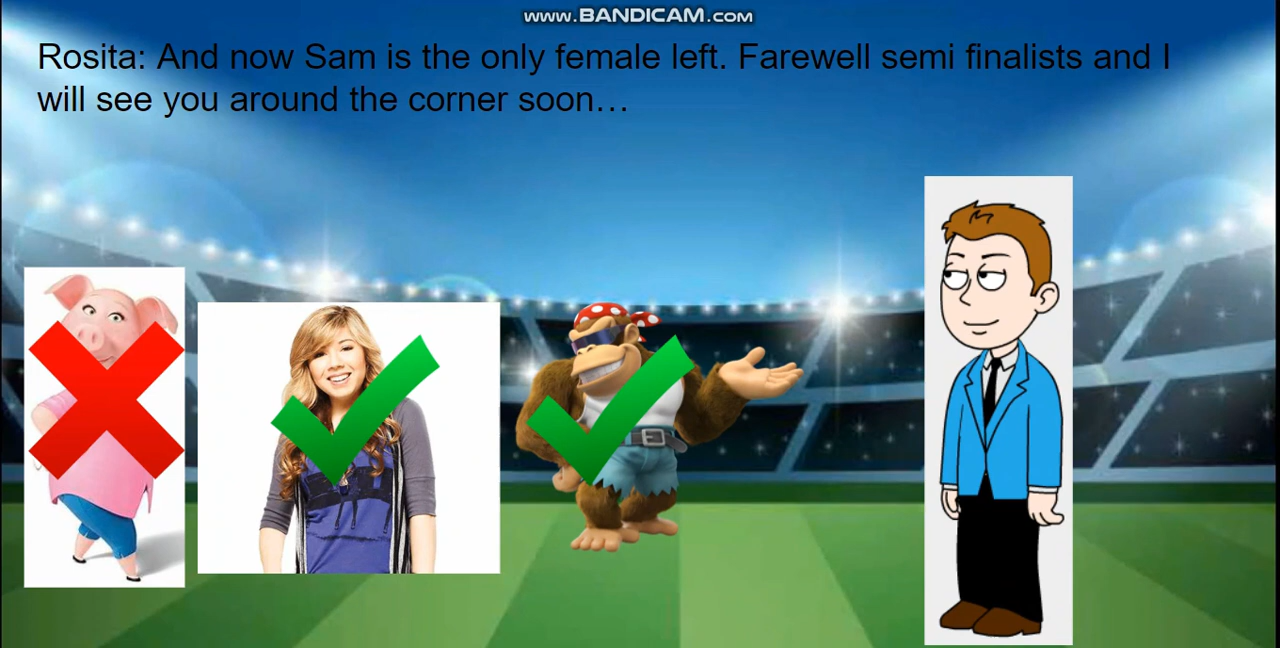 www.BANDICAM.com
Rosita: And now Sam is the only female left. Farewell semi finalists and I
will see you around the corner soon…